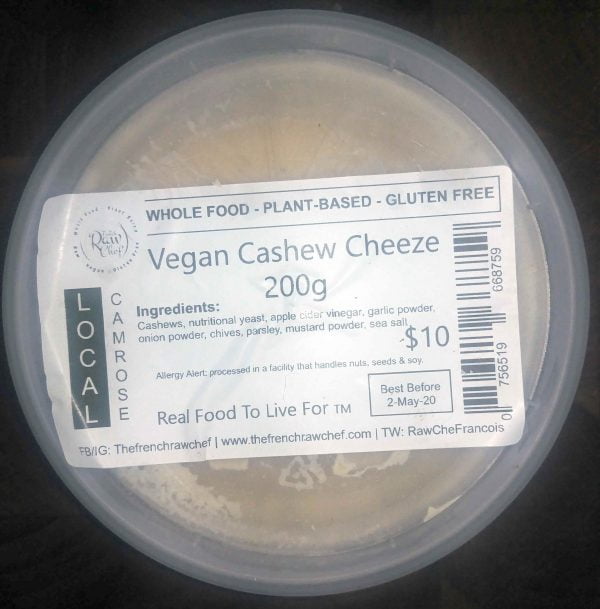 WHOLE FOOD - PLANT-BASED - GLUTEN FREE
Raw
Chef
Vegan Cashew Cheeze
200g
LOCAL
CAMROSE
Ingredients:
Cashews, nutritional yeast, apple cider vinegar, garlic powder,
onion powder, chives, parsley, mustard powder, sea salt
$10
Allergy Alert: processed in a facility that handles nuts, seeds & soy.
Best Before
2-May-20
Real Food To Live For TM
FB/IG: Thefrenchrawchef | www.thefrenchrawchef.com | TW: RawCheFrancois
0 756519 668759